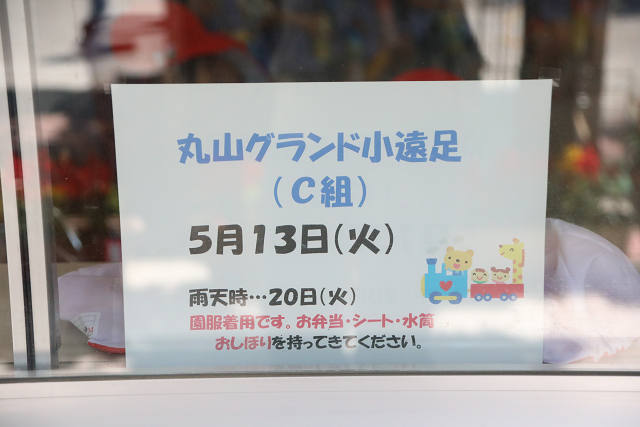 丸山グランド小遠足
(C組)
5月13日(火)
雨天時…20日(火)
園服着用です。お弁当・シート・水筒
おしぼりを持ってきてください。